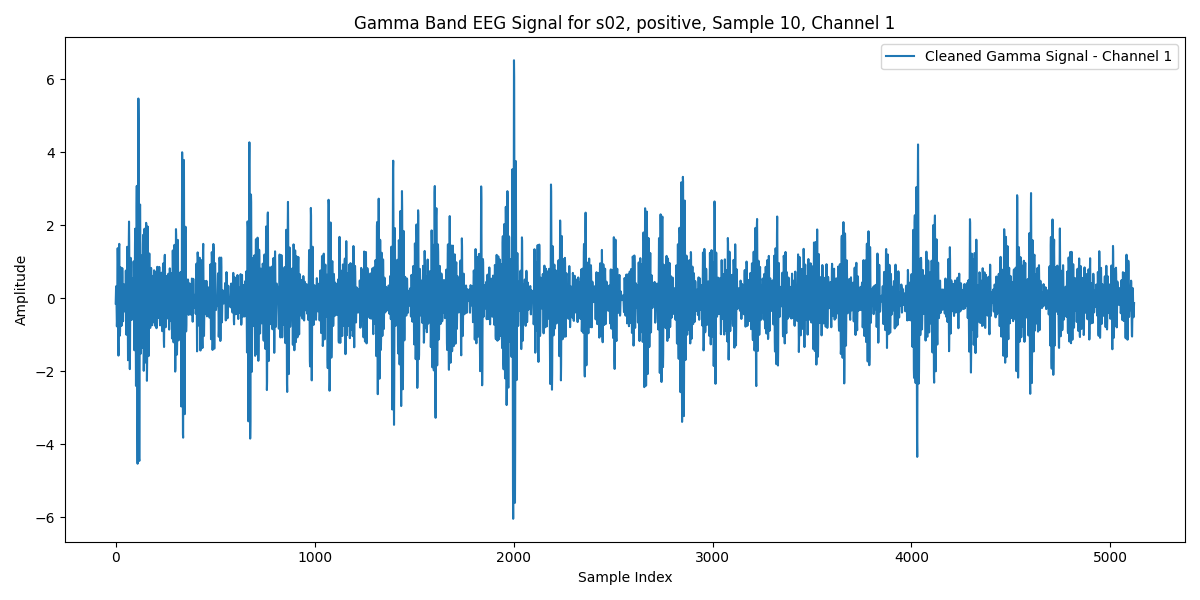 Gamma Band EEG Signal for s02, positive, Sample 10, Channel 1
Cleaned Gamma Signal - Channel 1
6
4
2
0
−2
−4
−6
Amplitude
0 1000 2000 3000 4000 5000
Sample Index